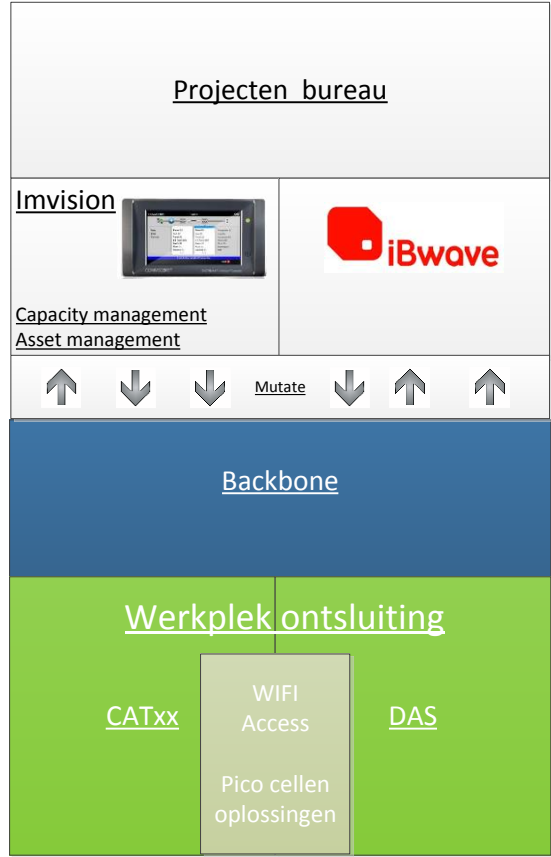 Projecten bureau
Imvision
iBwave
Capacity management
Asset management
Mutate
Backbone
Werkplek ontsluiting
CATxx
WIFI
Access
DAS
Pico cellen
oplossingen